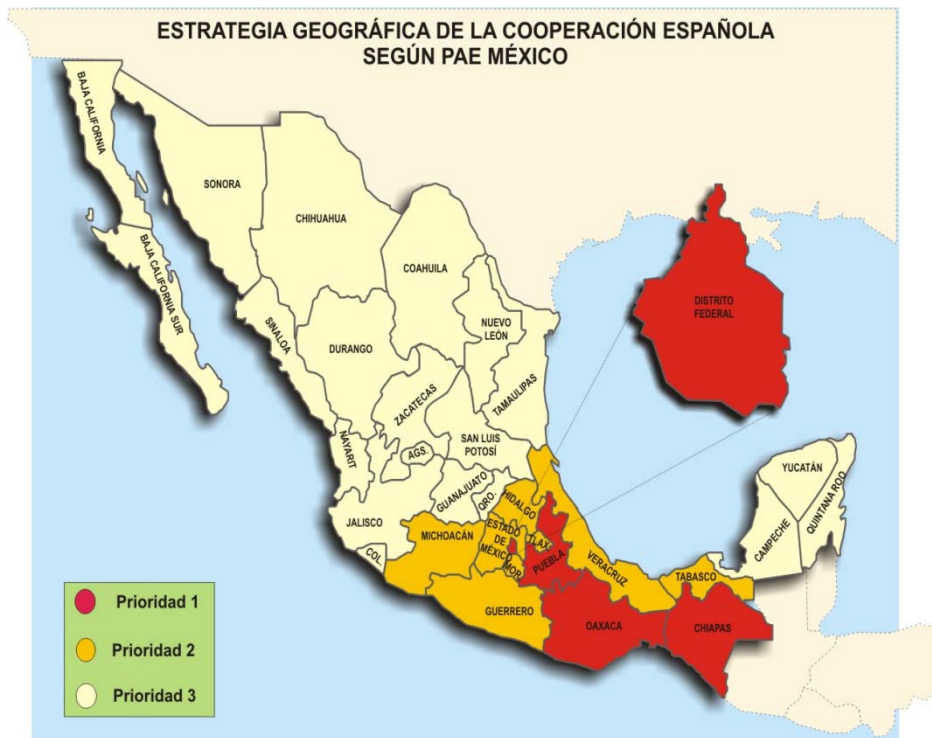 ESTRATEGIA GEOGRÁFICA DE LA COOPERACIÓN ESPAÑOLA
SEGÚN PAE MÉXICO
BAJA CALIFORNIA
SONORA
CHIHUAHUA
COAHUILA
BAJA CALIFORNIA SUR
SINALOA
DURANGO
NUEVO
LEÓN
TAMAULIPAS
ZACATECAS
NAYARIT
AGS.
SAN LUIS
POTOSÍ
DISTRITO
FEDERAL
JALISCO
GUANAJUATO
QRO.
HIDALGO
COL.
MICHOACÁN
ESTADO
DE
MÉXICO
TLAX.
MOR.
PUEBLA
VERACRUZ
GUERRERO
OAXACA
TABASCO
CHIAPAS
YUCATÁN
CAMPECHE
QUINTANA ROO
Prioridad 1
Prioridad 2
Prioridad 3